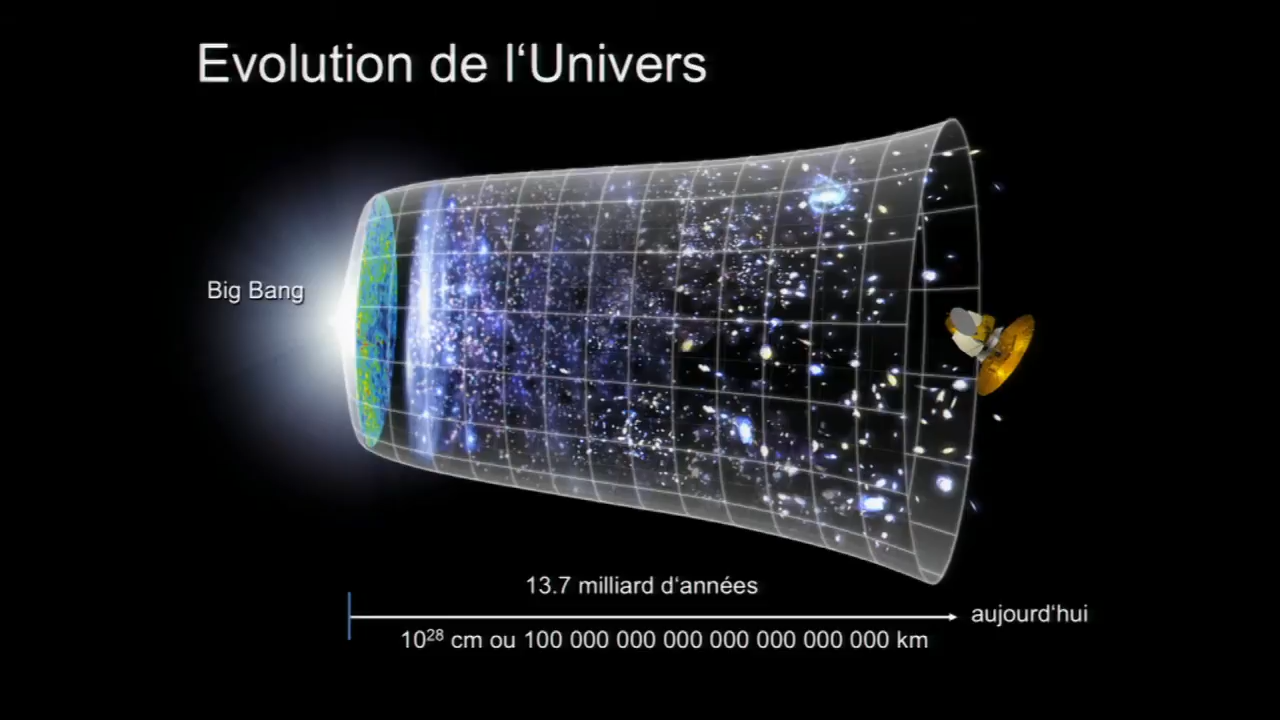 Evolution de l‘Univers
Big Bang
13.7 milliard d‘années
aujourd‘hui
10²⁸ cm ou 100 000 000 000 000 000 000 000 km